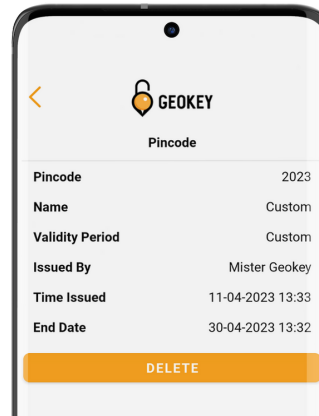 GEOKEY
Pincode
Pincode 2023
Name Custom
Validity Period Custom
Issued By Mister Geokey
Time Issued 11-04-2023 13:33
End Date 30-04-2023 13:32
DELETE